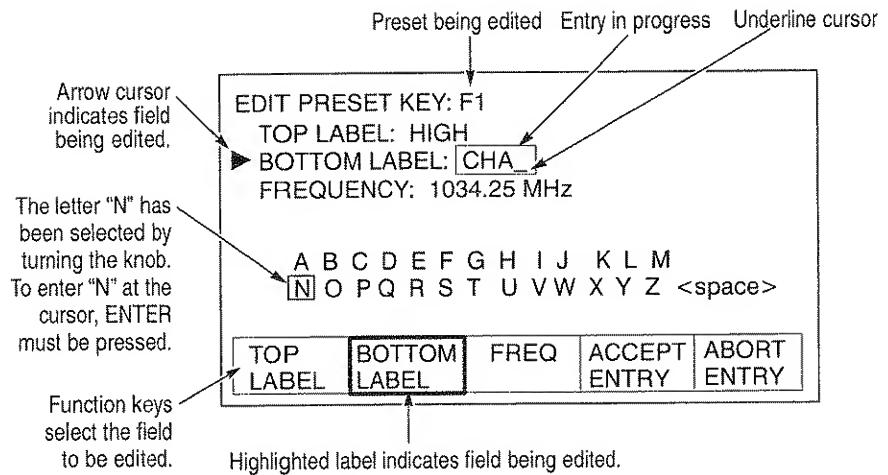 Preset being edited Entry in progress Underline cursor
Arrow cursor
indicates field
being edited.
EDIT PRESET KEY: F1
TOP LABEL: HIGH
BOTTOM LABEL: CHA_
FREQUENCY: 1034.25 MHz
The letter "N" has
been selected by
turning the knob.
To enter "N" at the
cursor, ENTER
must be pressed.
A B C D E F G H I J K L M
N O P Q R S T U V W X Y Z <space>
TOP
LABEL
BOTTOM
LABEL
FREQ
ACCEPT
ENTRY
ABORT
ENTRY
Function keys
select the field
to be edited.
Highlighted label indicates field being edited.